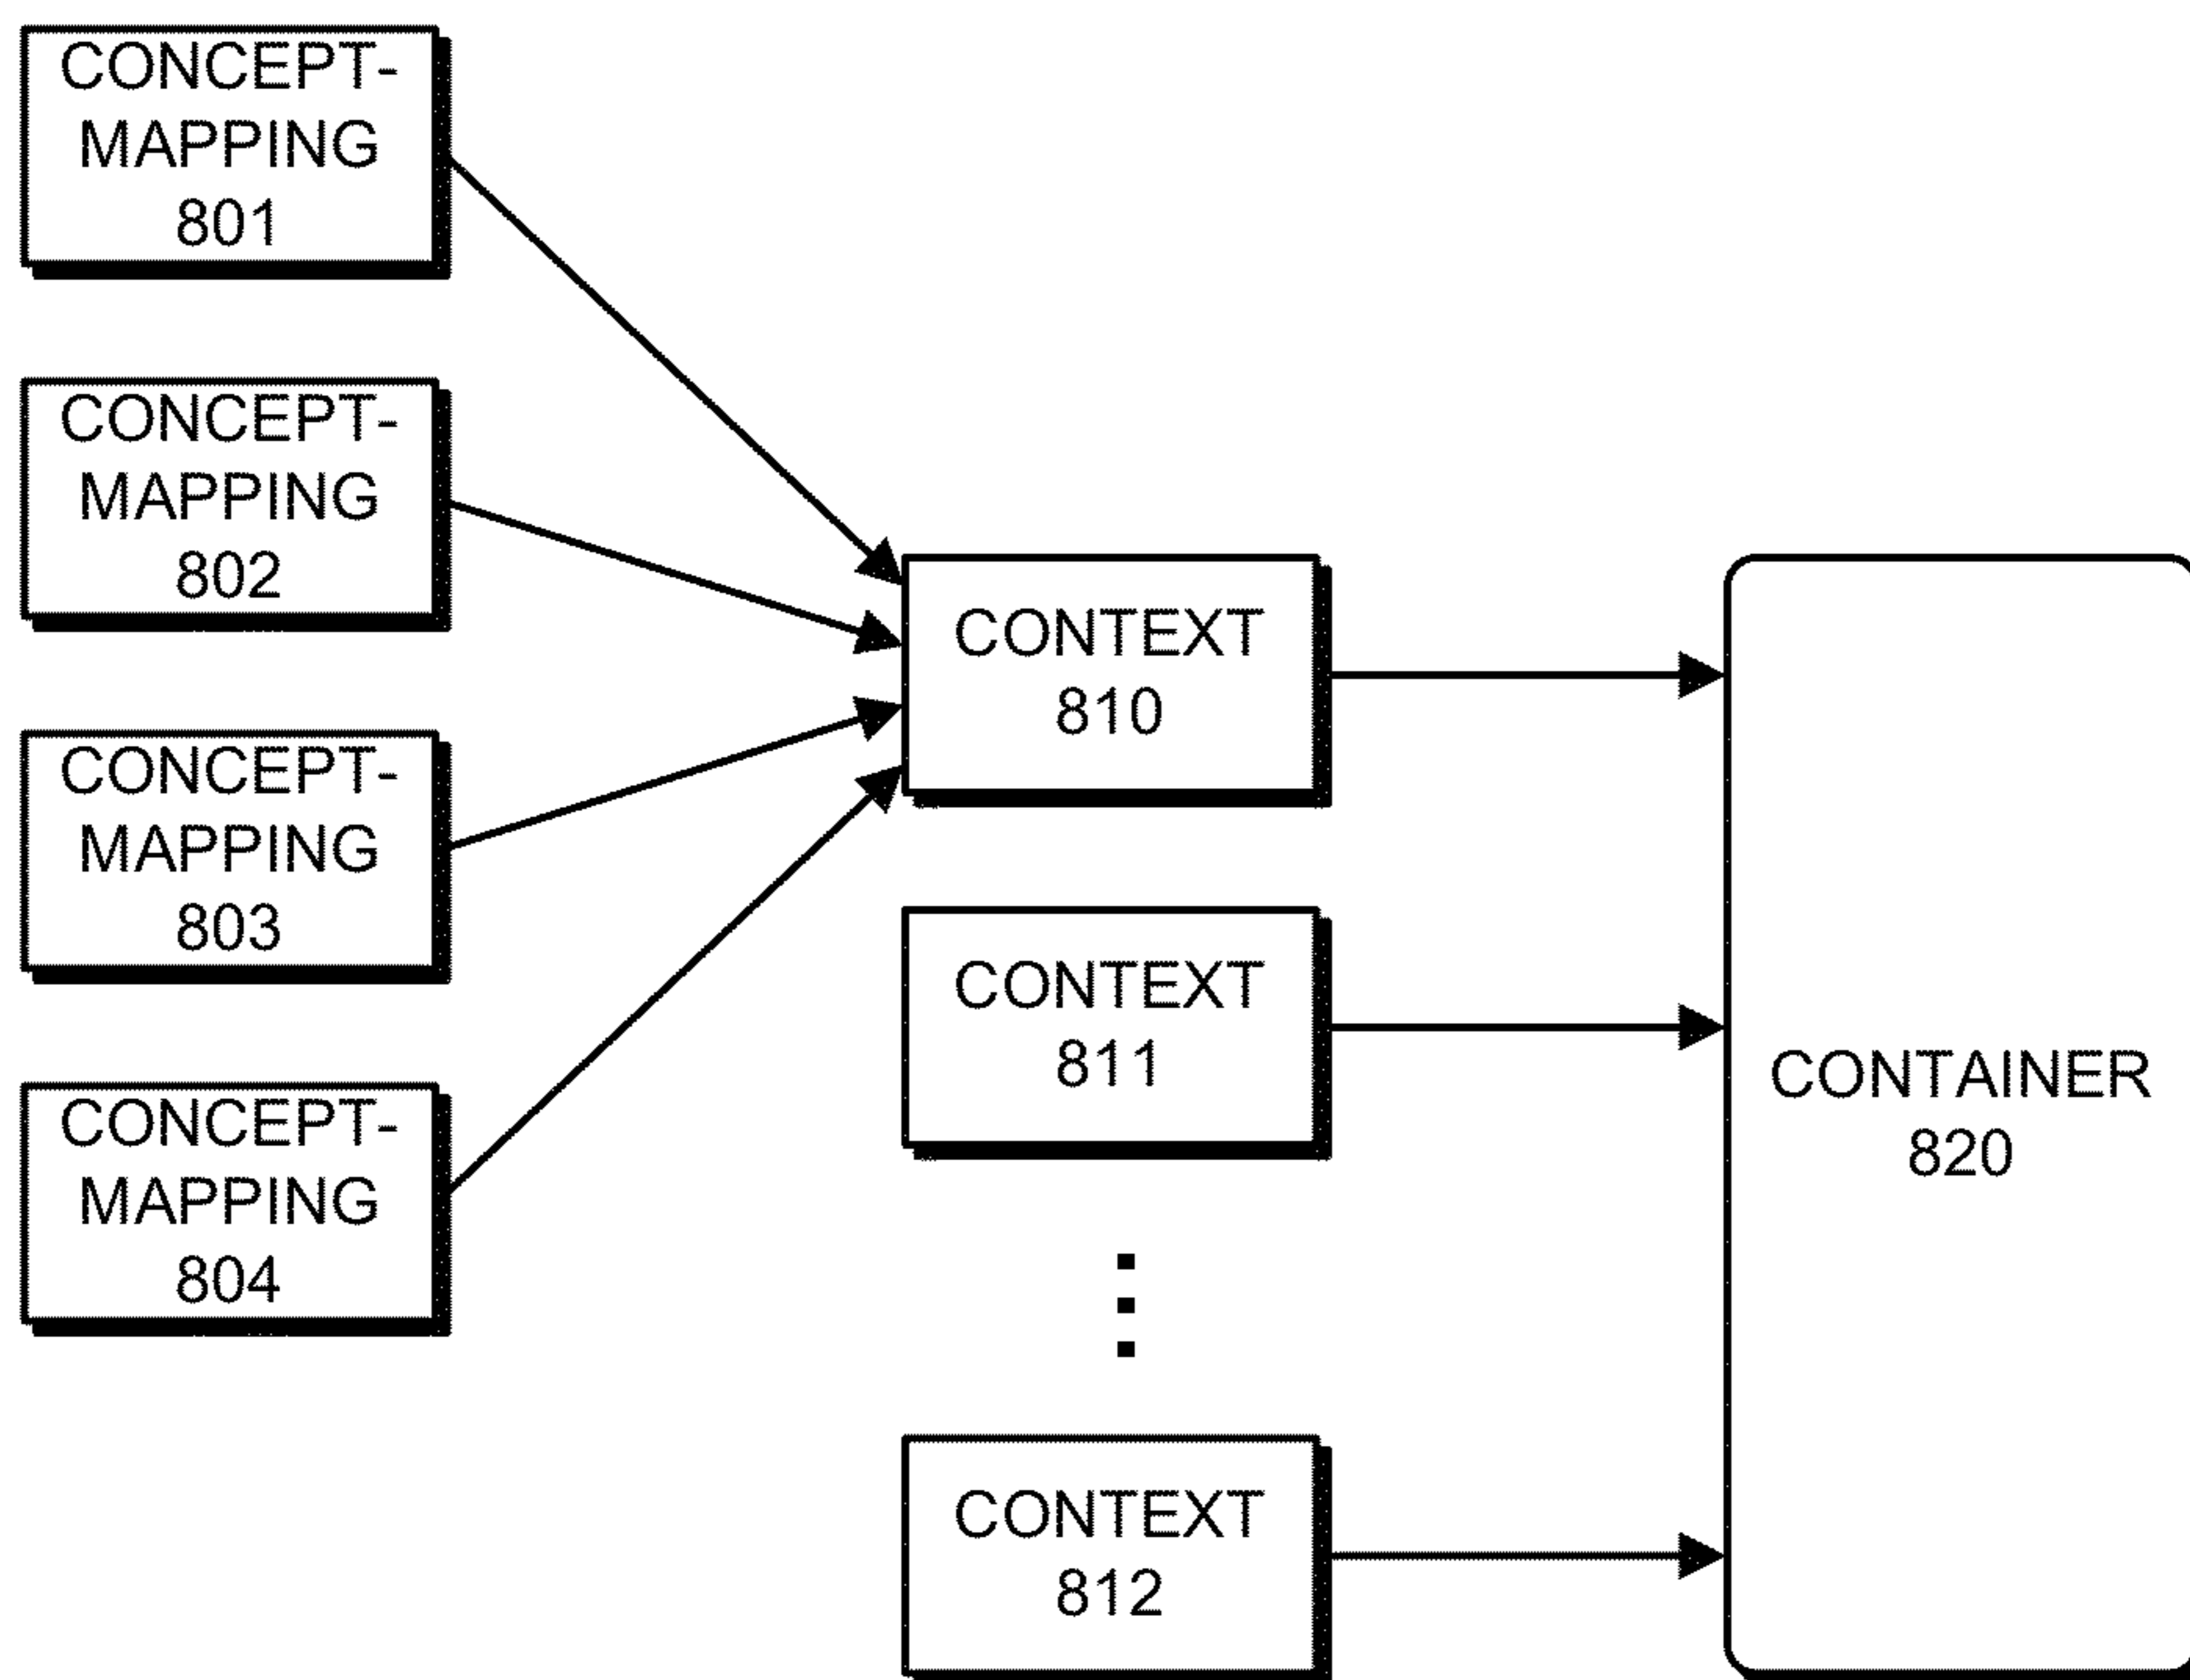 CONCEPT-
MAPPING
801
CONCEPT-
MAPPING
802
CONCEPT-
MAPPING
803
CONCEPT-
MAPPING
804
CONTEXT
810
CONTEXT
811
CONTEXT
812
CONTAINER
820